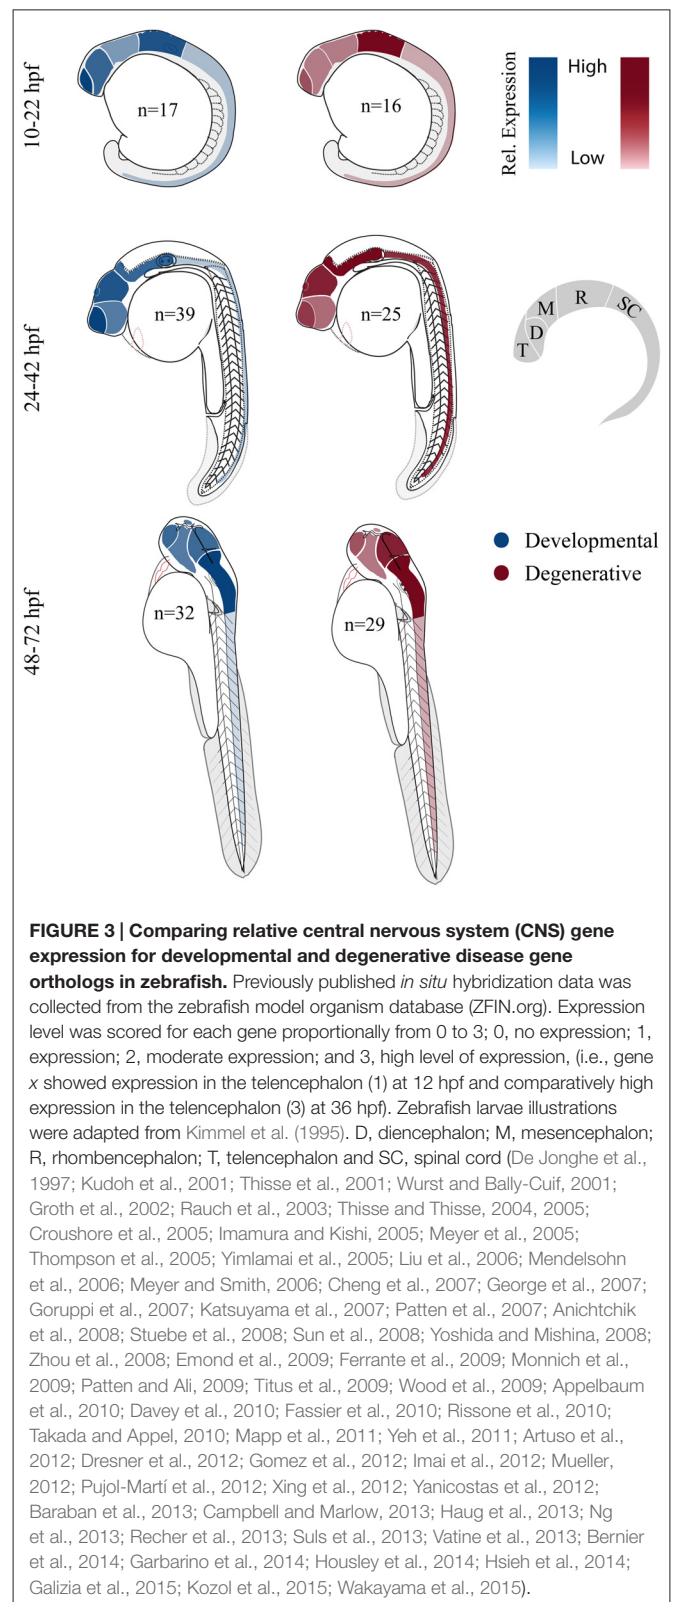 10-22 hpf
n=17
n=16
Rel. Expression
High
Low
24-42 hpf
n=39
n=25
T
D
M
R
SC
48-72 hpf
n=32
n=29
Developmental
Degenerative
FIGURE 3 | Comparing relative central nervous system (CNS) gene
expression for developmental and degenerative disease gene
orthologs in zebrafish. Previously published in situ hybridization data was
collected from the zebrafish model organism database (ZFIN.org). Expression
level was scored for each gene proportionally from 0 to 3; 0, no expression; 1,
expression; 2, moderate expression; and 3, high level of expression, (i.e., gene
x showed expression in the telencephalon (1) at 12 hpf and comparatively high
expression in the telencephalon (3) at 36 hpf). Zebrafish larvae illustrations
were adapted from Kimmel et al. (1995). D, diencephalon; M, mesencephalon;
R, rhombencephalon; T, telencephalon and SC, spinal cord (De Jonghe et al.,
1997; Kudoh et al., 2001; Thisse et al., 2001; Wurst and Bally-Cuif, 2001;
Groth et al., 2002; Rauch et al., 2003; Thisse and Thisse, 2004, 2005;
Croushore et al., 2005; Imamura and Kishi, 2005; Meyer et al., 2005;
Thompson et al., 2005; Yimlamai et al., 2005; Liu et al., 2006; Mendelsohn
et al., 2006; Meyer and Smith, 2006; Cheng et al., 2007; George et al., 2007;
Goruppi et al., 2007; Katsuyama et al., 2007; Patten et al., 2007; Anichtchik
et al., 2008; Stuebe et al., 2008; Sun et al., 2008; Yoshida and Mishina, 2008;
Zhou et al., 2008; Emond et al., 2009; Ferrante et al., 2009; Monnich et al.,
2009; Patten and Ali, 2009; Titus et al., 2009; Wood et al., 2009; Appelbaum
et al., 2010; Davey et al., 2010; Fassier et al., 2010; Rissone et al., 2010;
Takada and Appel, 2010; Mapp et al., 2011; Yeh et al., 2011; Artuso et al.,
2012; Dresner et al., 2012; Gomez et al., 2012; Imai et al., 2012; Mueller,
2012; Pujol-Martí et al., 2012; Xing et al., 2012; Yanicostas et al., 2012;
Baraban et al., 2013; Campbell and Marlow, 2013; Haug et al., 2013; Ng
et al., 2013; Recher et al., 2013; Suls et al., 2013; Vatine et al., 2013; Bernier
et al., 2014; Garbarino et al., 2014; Housley et al., 2014; Hsieh et al., 2014;
Galizia et al., 2015; Kozol et al., 2015; Wakayama et al., 2015).